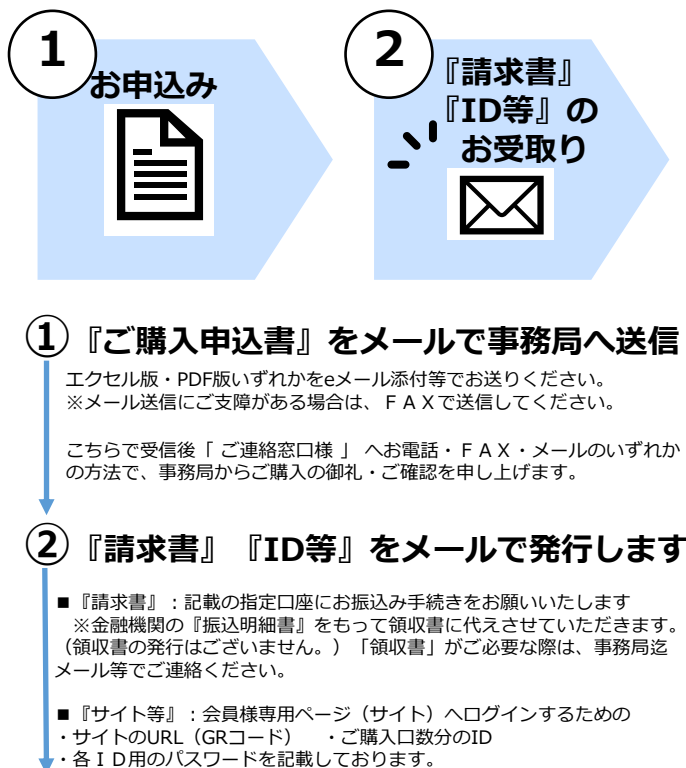 1
お申込み
2
『請求書』
『ID等』の
お受取り
① 『ご購入申込書』をメールで事務局へ送信
エクセル版・PDF版いずれかをeメール添付等でお送りください。
※メール送信にご支障がある場合は、ＦＡＸで送信してください。
こちらで受信後「 ご連絡窓口様 」 へお電話・ＦＡＸ・メールのいずれか
の方法で、事務局からご購入の御礼・ご確認を申し上げます。
② 『請求書』『ID等』をメールで発行します
■『請求書』：記載の指定口座にお振込み手続きをお願いいたします
※金融機関の『振込明細書』をもって領収書に代えさせていただきます。
（領収書の発行はございません。）「領収書」がご必要な際は、事務局迄
メール等でご連絡ください。
■『サイト等』：会員様専用ページ（サイト）へログインするための
・サイトのURL（GRコード）　・ご購入口数分のID
・各ＩＤ用のパスワードを記載しております。